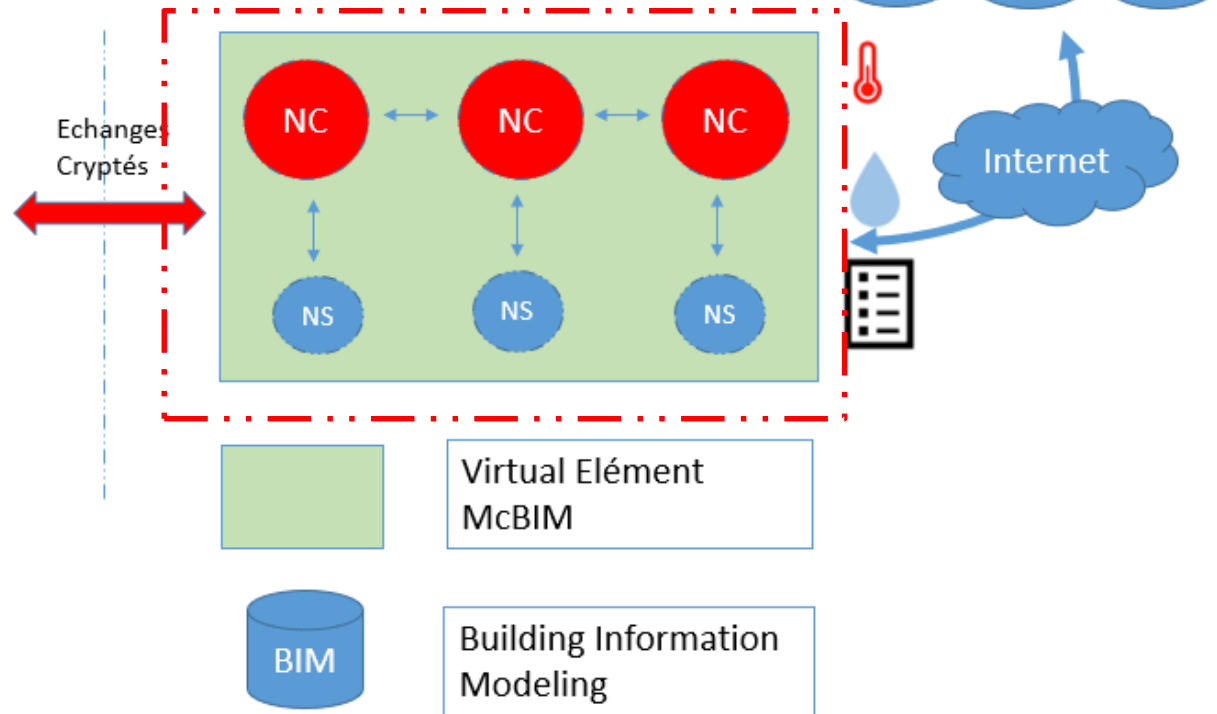 Echanges
Cryptés
NC
NC
NC
Internet
NS
NS
NS
Virtual Elément
McBIM
BIM
Building Information
Modeling